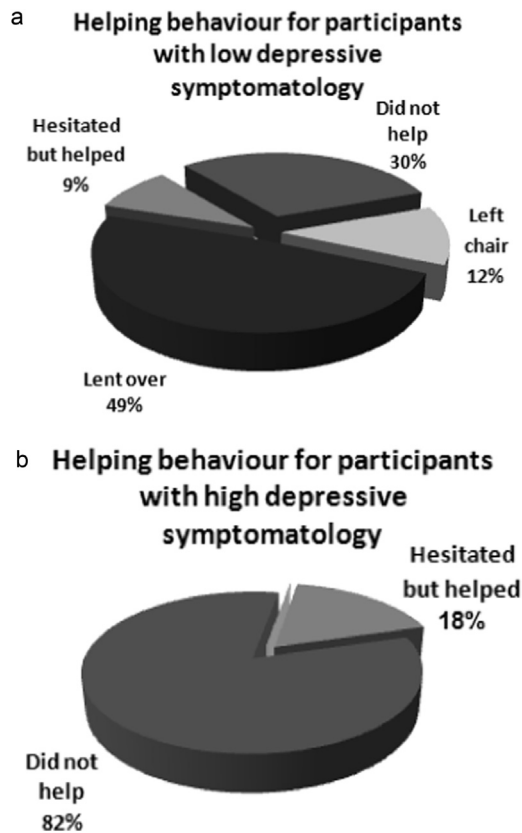 a
Helping behaviour for participants
with low depressive
symptomatology
Hesitated
but helped
9%
Did not
help
30%
Left
chair
12%
Lent over
49%
b
Helping behaviour for participants
with high depressive
symptomatology
Hesitated
but helped
18%
Did not
help
82%